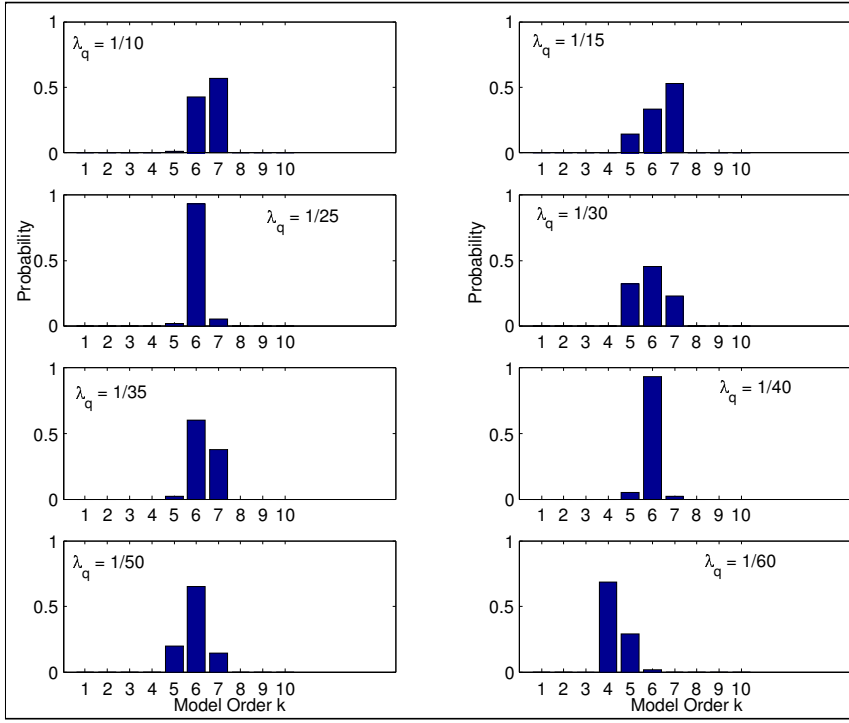 1
0.5
0
λq = 1/10
1 2 3 4 5 6 7 8 9 10
1
0.5
0
λq = 1/15
1 2 3 4 5 6 7 8 9 10
Probability
1
0.5
0
λq = 1/25
1 2 3 4 5 6 7 8 9 10
Probability
1
0.5
0
λq = 1/30
1 2 3 4 5 6 7 8 9 10
1
0.5
0
λq = 1/35
1 2 3 4 5 6 7 8 9 10
1
0.5
0
λq = 1/40
1 2 3 4 5 6 7 8 9 10
1
0.5
0
λq = 1/50
1 2 3 4 5 6 7 8 9 10
Model Order k
1
0.5
0
λq = 1/60
1 2 3 4 5 6 7 8 9 10
Model Order k